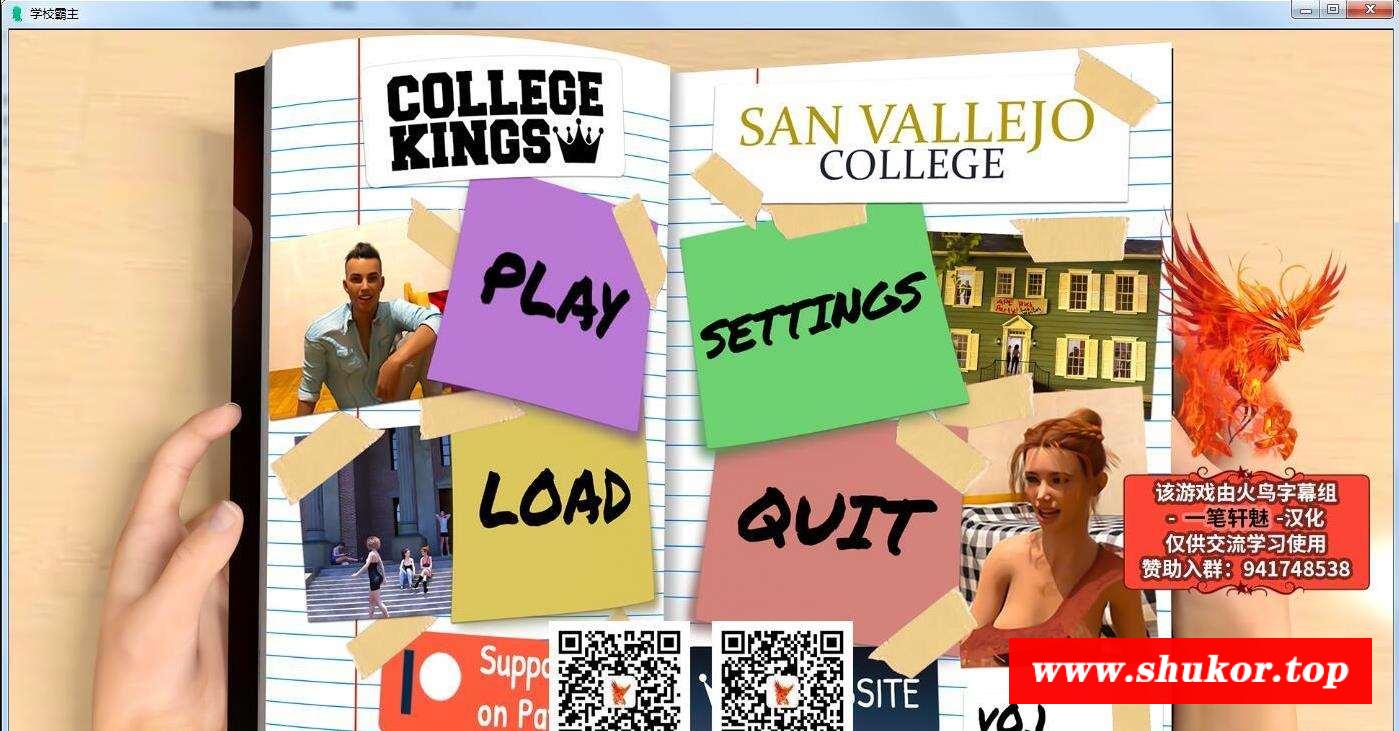 学校霸主
COLLEGE
KINGS
SAN VALLEJO
COLLEGE
PLAY
SETTINGS
LOAD
QUIT
该游戏由火鸟字幕组
- 一笔轩魅 -汉化
仅供交流学习使用
赞助入群：941748538
www.shukor.top
on